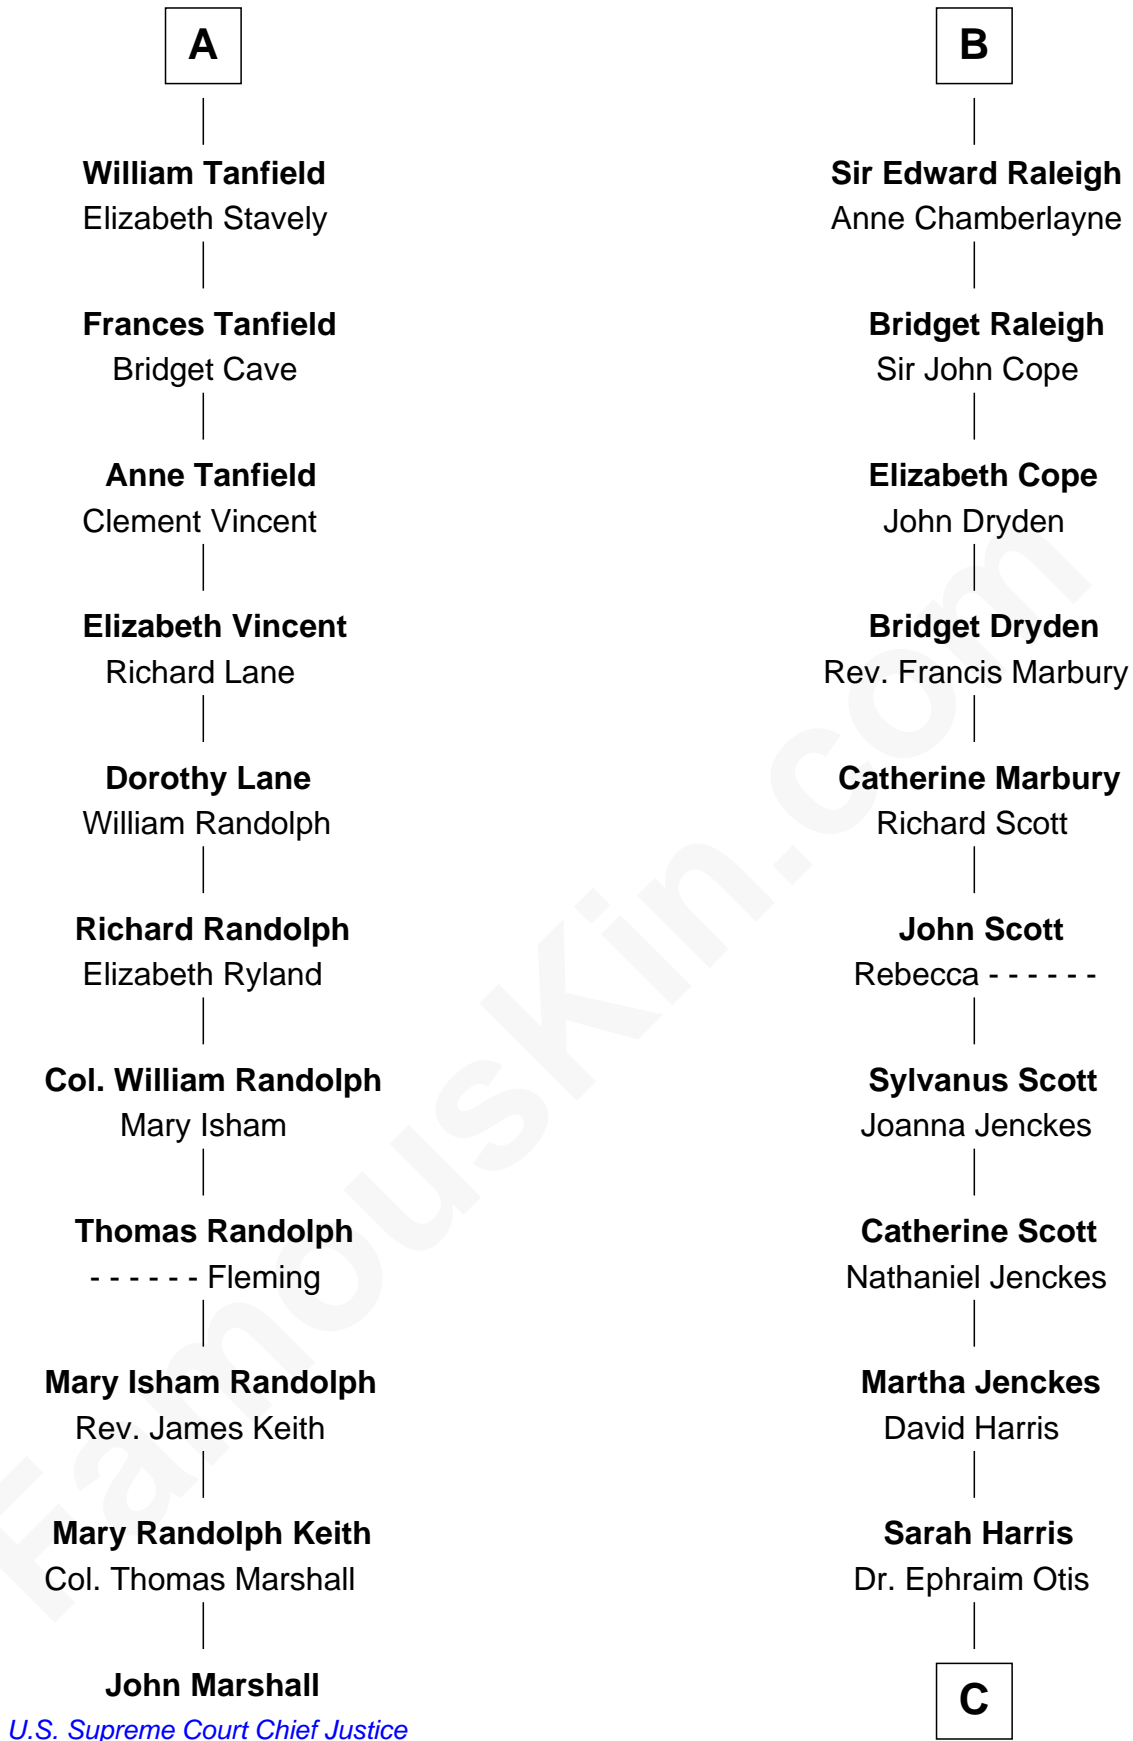 A
William Tanfield
Elizabeth Stavely
Frances Tanfield
Bridget Cave
Anne Tanfield
Clement Vincent
Elizabeth Vincent
Richard Lane
Dorothy Lane
William Randolph
Richard Randolph
Elizabeth Ryland
Col. William Randolph
Mary Isham
Thomas Randolph
- - - - - - Fleming
Mary Isham Randolph
Rev. James Keith
Mary Randolph Keith
Col. Thomas Marshall
John Marshall
U.S. Supreme Court Chief Justice
B
Sir Edward Raleigh
Anne Chamberlayne
Bridget Raleigh
Sir John Cope
Elizabeth Cope
John Dryden
Bridget Dryden
Rev. Francis Marbury
Catherine Marbury
Richard Scott
John Scott
Rebecca - - - - - -
Sylvanus Scott
Joanna Jenckes
Catherine Scott
Nathaniel Jenckes
Martha Jenckes
David Harris
Sarah Harris
Dr. Ephraim Otis
C
FamousKin.com